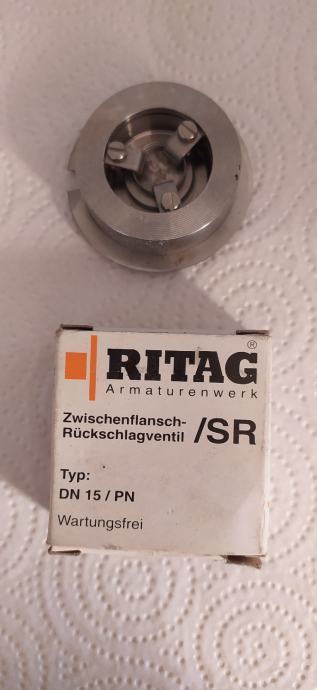 RITAG®
Armaturenwerk
Zwischenflansch-
Rückschlagventil /SR
Typ:
DN 15 / PN
Wartungsfrei